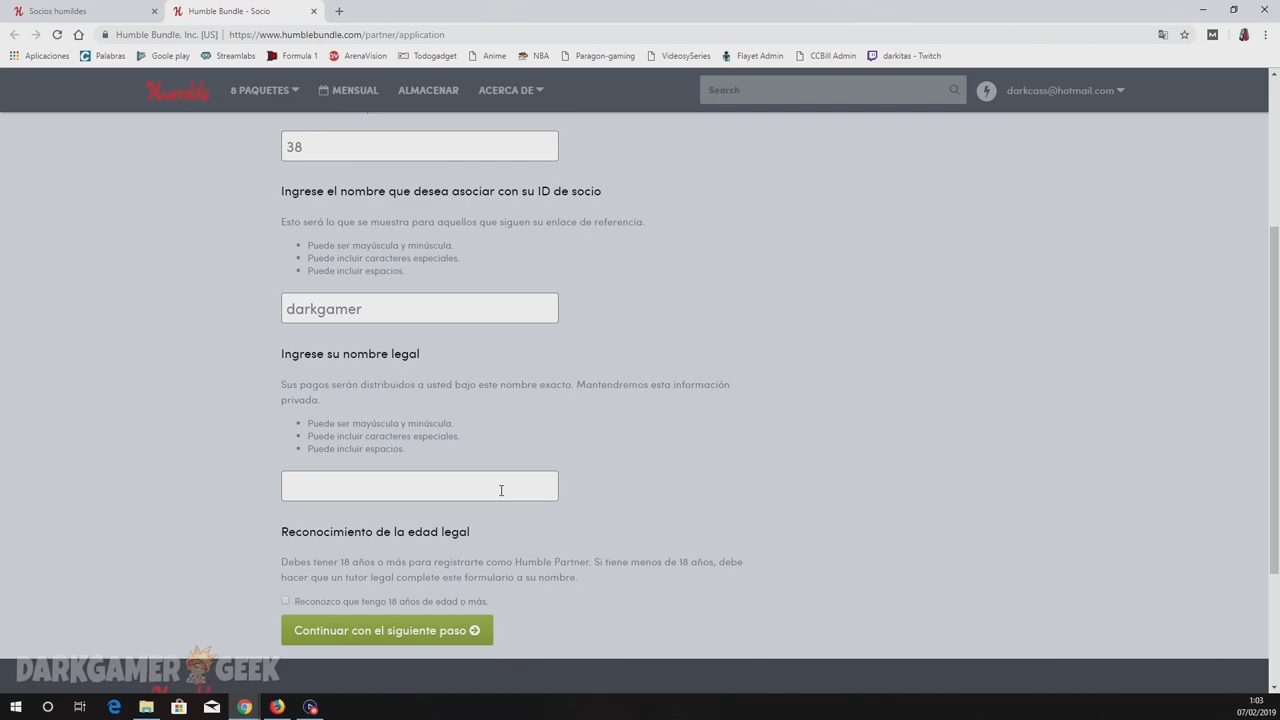 Socios humildes
Humble Bundle - Socio
Humble Bundle, Inc. [US] | https://www.humblebundle.com/partner/application
Aplicaciones Palabras Goole play Streamlabs Formula 1 ArenaVision Todogadget Anime NBA Paragon-gaming VideosySeries Flayet Admin CCBill Admin darkitas - Twitch
Humble 8 PAQUETES MENSUAL ALMACENAR ACERCA DE Search darkcass@hotmail.com
38
Ingrese el nombre que desea asociar con su ID de socio
Esto será lo que se muestra para aquellos que siguen su enlace de referencia.
• Puede ser mayúscula y minúscula.
• Puede incluir caracteres especiales.
• Puede incluir espacios.
darkgamer
Ingrese su nombre legal
Sus pagos serán distribuidos a usted bajo este nombre exacto. Mantendremos esta información
privada.
• Puede ser mayúscula y minúscula.
• Puede incluir caracteres especiales.
• Puede incluir espacios.
Reconocimiento de la edad legal
Debes tener 18 años o más para registrarte como Humble Partner. Si tiene menos de 18 años, debe
hacer que un tutor legal complete este formulario a su nombre.
Reconozco que tengo 18 años de edad o más.
Continuar con el siguiente paso
DARKGAMER GEEK
1:03
07/02/2019